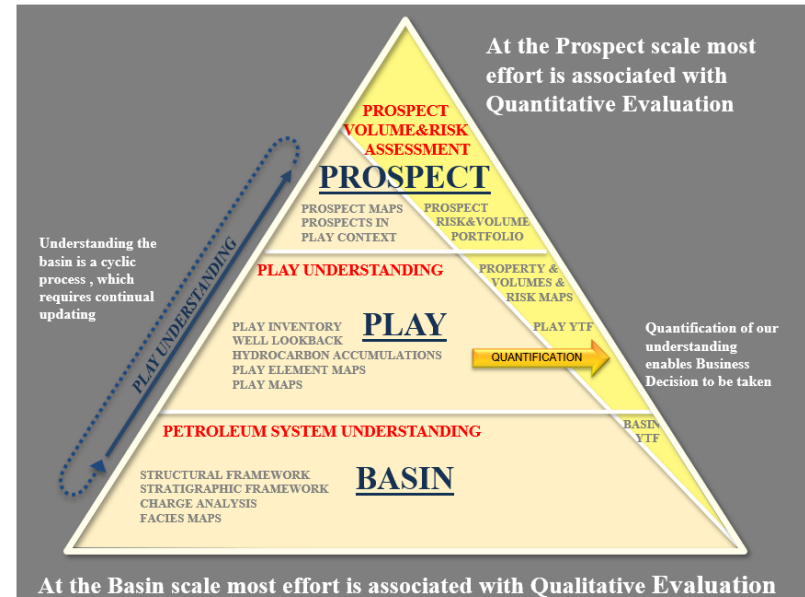 At the Prospect scale most
effort is associated with
Quantitative Evaluation
PROSPECT
VOLUME&RISK
ASSESSMENT
PROSPECT
PROSPECT MAPS
PROSPECTS IN
PLAY CONTEXT
PROSPECT
RISK&VOLUME
PORTFOLIO
Understanding the
basin is a cyclic
process , which
requires continual
updating
PLAY UNDERSTANDING
PLAY UNDERSTANDING
PROPERTY &
VOLUMES &
RISK MAPS
PLAY INVENTORY
WELL LOOKBACK
HYDROCARBON ACCUMULATIONS
PLAY ELEMENT MAPS
PLAY MAPS
PLAY
PLAY YTF
QUANTIFICATION
Quantification of our
understanding
enables Business
Decision to be taken
PETROLEUM SYSTEM UNDERSTANDING
BASIN
YTF
STRUCTURAL FRAMEWORK
STRATIGRAPHIC FRAMEWORK
CHARGE ANALYSIS
FACIES MAPS
BASIN
At the Basin scale most effort is associated with Qualitative Evaluation